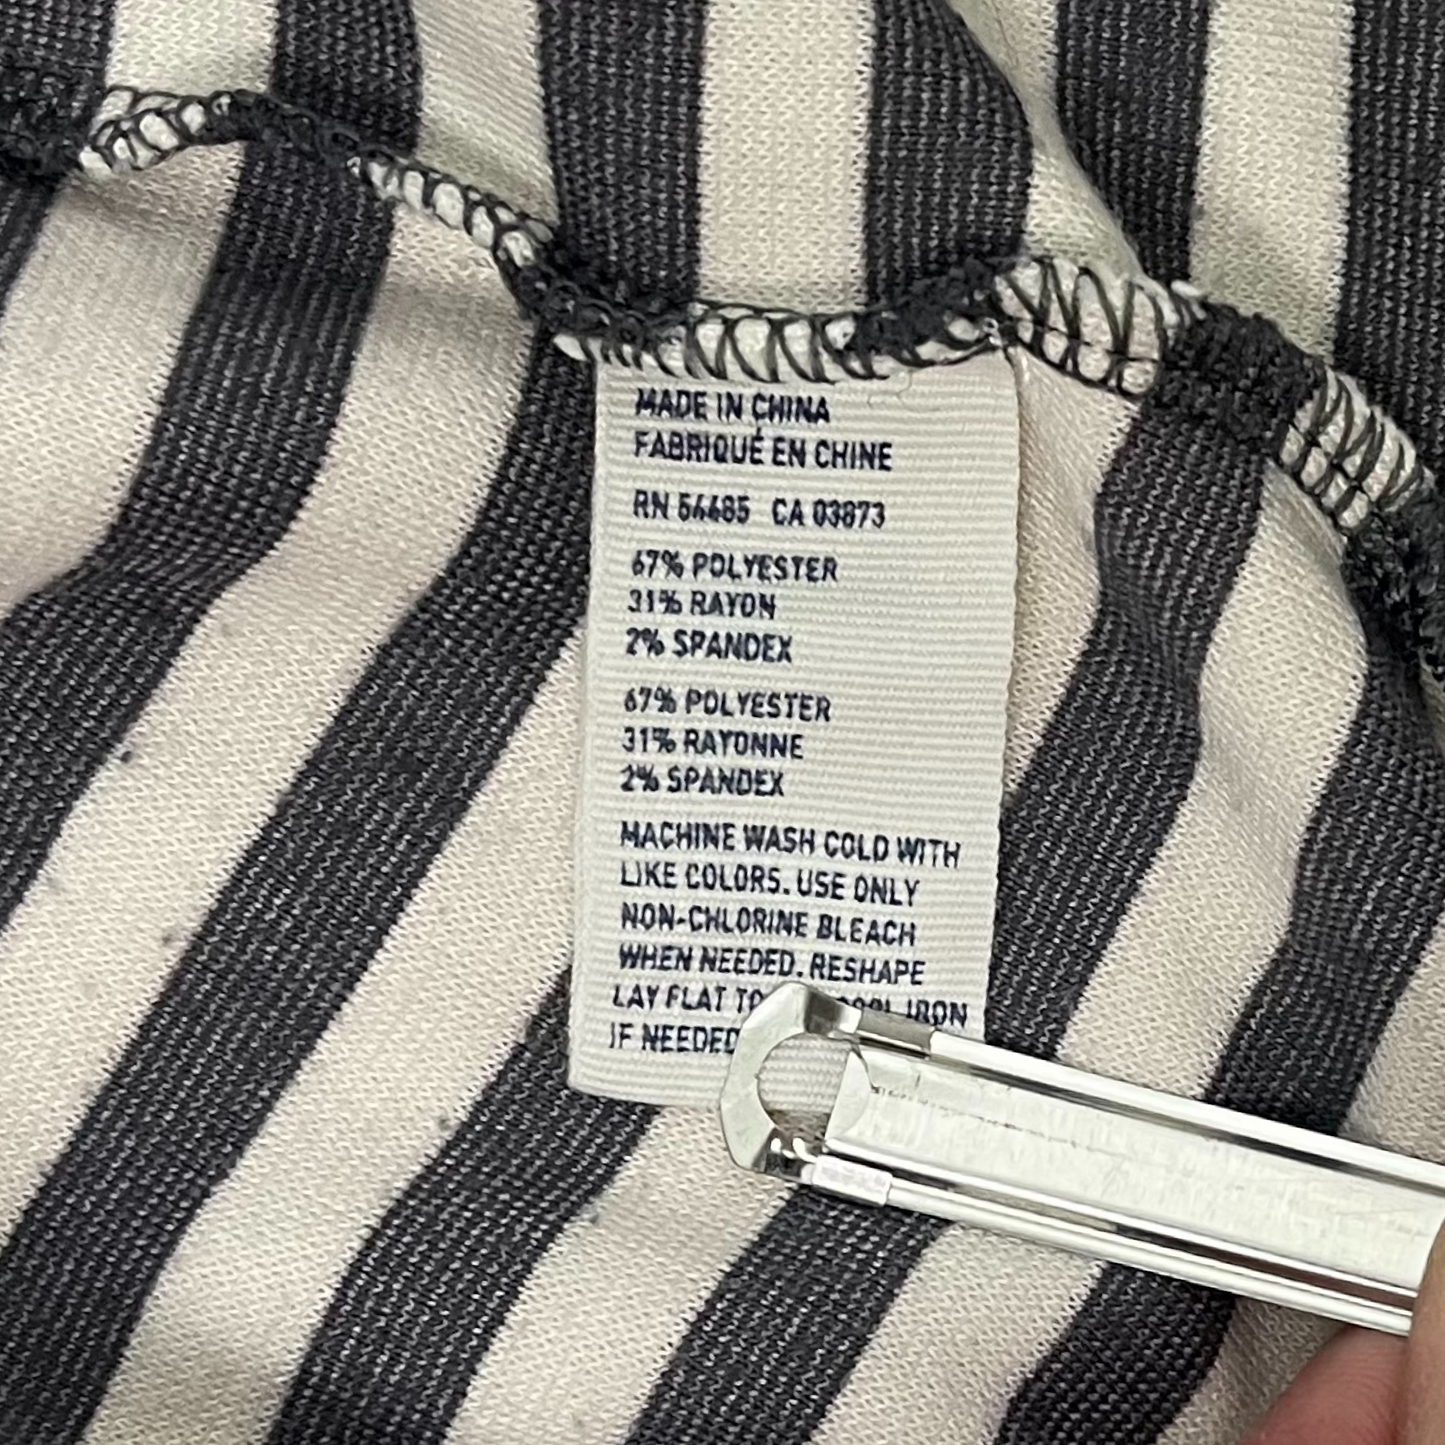 MADE IN CHINA
FABRIQUÉ EN CHINE
RN 54485 CA 03873
67% POLYESTER
31% RAYON
2% SPANDEX
67% POLYESTER
31% RAYONNE
2% SPANDEX
MACHINE WASH COLD WITH
LIKE COLORS. USE ONLY
NON-CHLORINE BLEACH
WHEN NEEDED. RESHAPE
LAY FLAT TO IRON
IF NEEDED